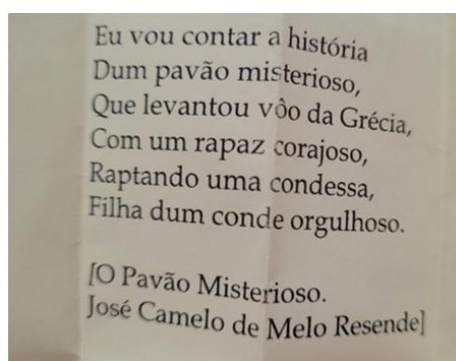 Eu vou contar a história
Dum pavão misterioso,
Que levantou vôo da Grécia,
Com um rapaz corajoso,
Raptando uma condessa,
Filha dum conde orgulhoso.
[O Pavão Misterioso.
José Camelo de Melo Resende]